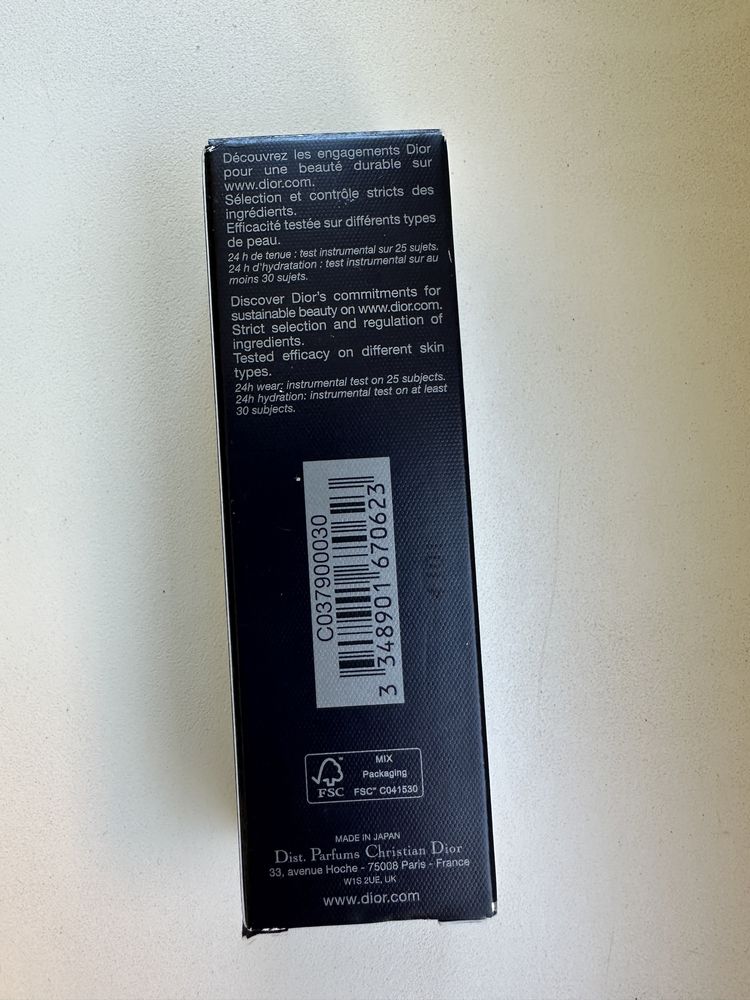 Découvrez les engagements Dior
pour une beauté durable sur
www.dior.com.
Sélection et contrôle stricts des
ingrédients.
Efficacité testée sur différents types
de peau.
24 h de tenue : test instrumental sur 25 sujets.
24 h d'hydratation : test instrumental sur au
moins 30 sujets.
Discover Dior's commitments for
sustainable beauty on www.dior.com.
Strict selection and regulation of
ingredients.
Tested efficacy on different skin
types.
24h wear: instrumental test on 25 subjects.
24h hydration: instrumental test on at least
30 subjects.
C037900030
3 348901 670623
MIX
Packaging
FSC™ C041530
FSC
MADE IN JAPAN
Dist. Parfums Christian Dior
33, avenue Hoche - 75008 Paris - France
W1S 2UE, UK
www.dior.com